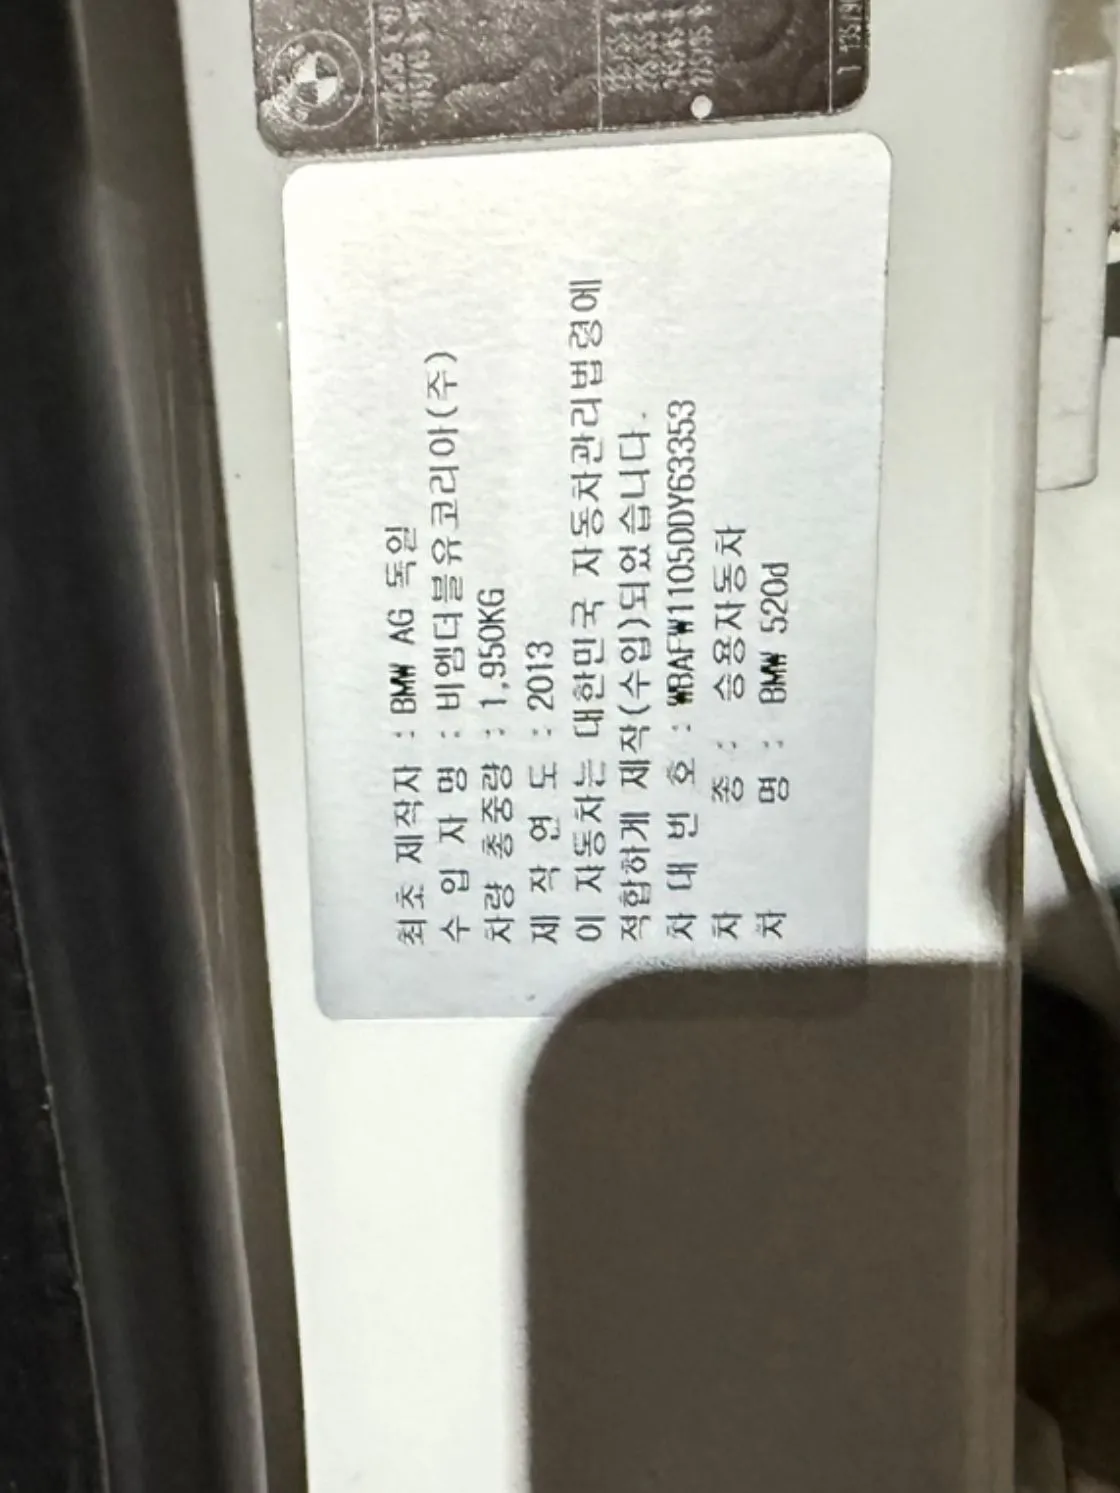 최초 제작자 : BMW AG 독일
수 입 자 명 : 비엠더블유코리아(주)
차량 총중량 : 1,950KG
제 작 연 도 : 2013
이 자동차는 대한민국 자동차관리법령에
적합하게 제작(수입)되었습니다.
차 대 번 호 : WBAFW1105DDY63353
차 종 : 승용자동차
차 명 : BMW 520d